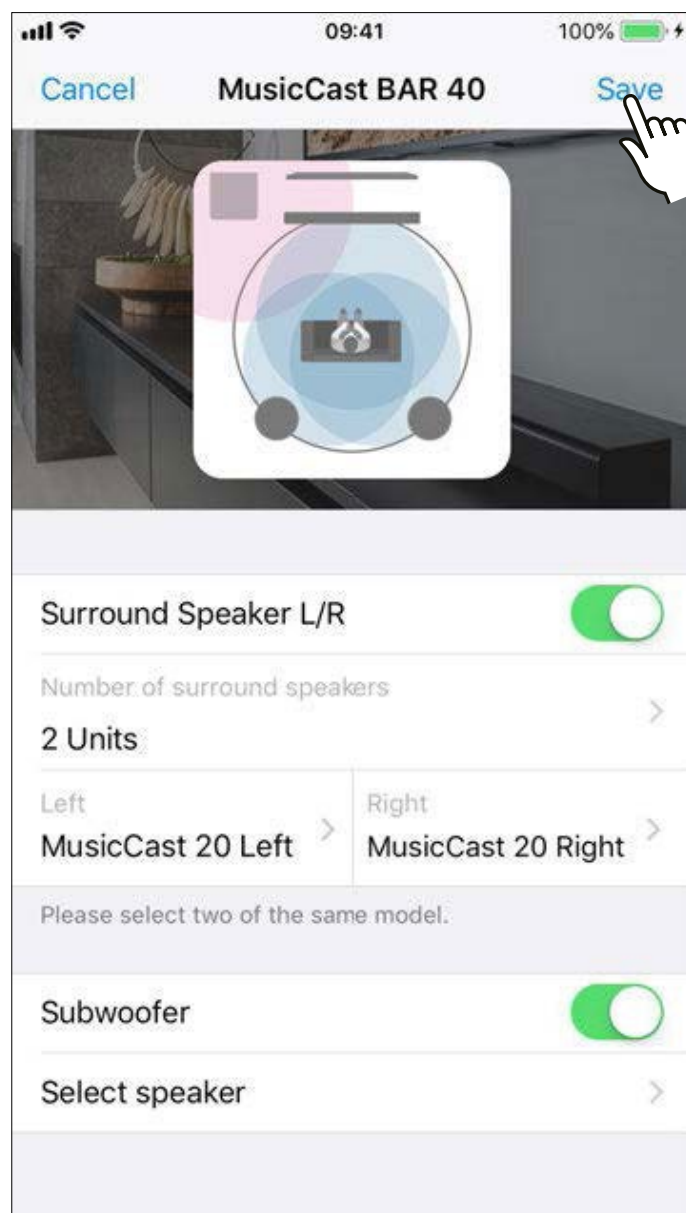 09:41
100%
Cancel
MusicCast BAR 40
Save
Surround Speaker L/R
Number of surround speakers
2 Units
Left
Right
MusicCast 20 Left
MusicCast 20 Right
Please select two of the same model.
Subwoofer
Select speaker